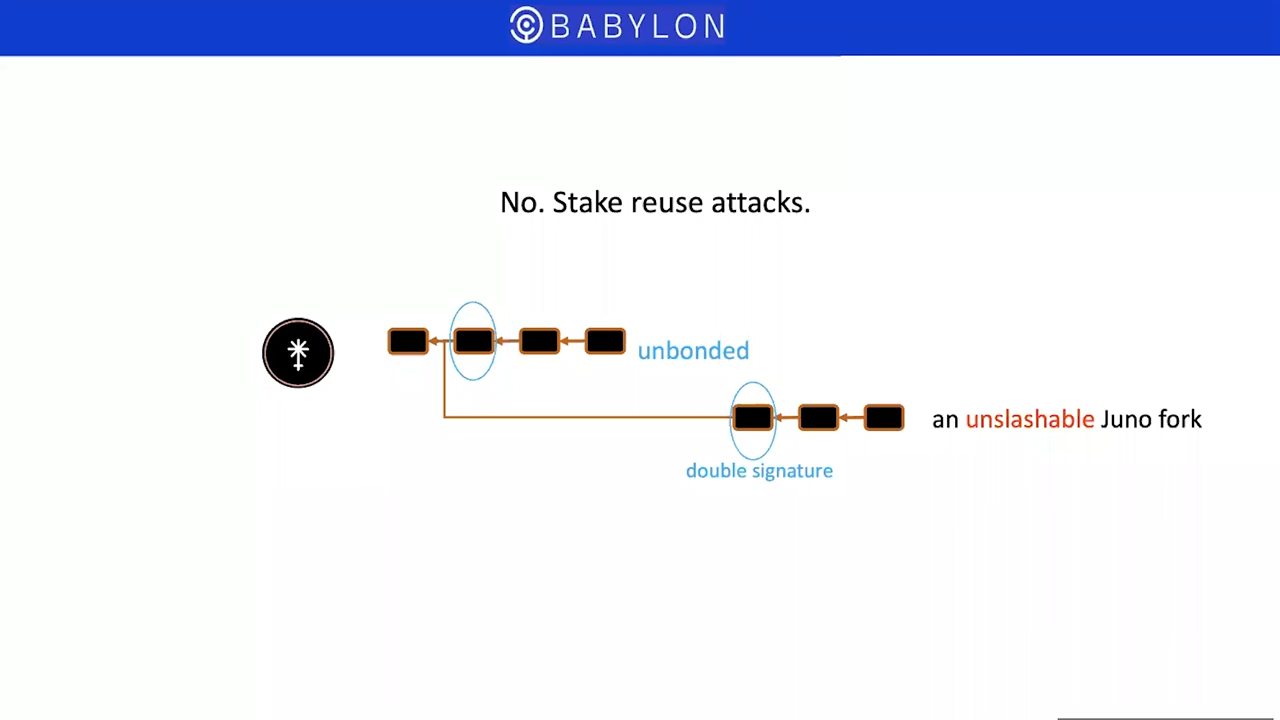 BABYLON
No. Stake reuse attacks.
unbonded
an unslashable Juno fork
double signature